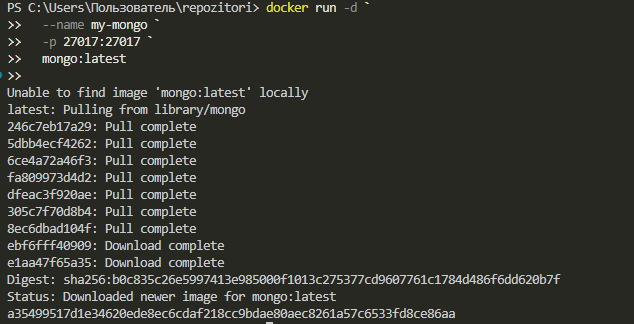 PS C:\Users\Пользователь\repozitori> docker run -d `
>>   --name my-mongo `
>>   -p 27017:27017 `
>>   mongo:latest
>>
Unable to find image 'mongo:latest' locally
latest: Pulling from library/mongo
246c7eb17a29: Pull complete
5dbb4ecf4262: Pull complete
6ce4a72a46f3: Pull complete
fa809973d4d2: Pull complete
dfeac3f920ae: Pull complete
305c7f70d8b4: Pull complete
8ec6dbad104f: Pull complete
ebf6fff40909: Download complete
e1aa47f65a35: Download complete
Digest: sha256:b0c835c26e5997413e985000f1013c275377cd9607761c1784d486f6dd620b7f
Status: Downloaded newer image for mongo:latest
a35499517d1e34620ede8ec6cdaf218cc9bdae80aec8261a57c6533fd8ce86aa